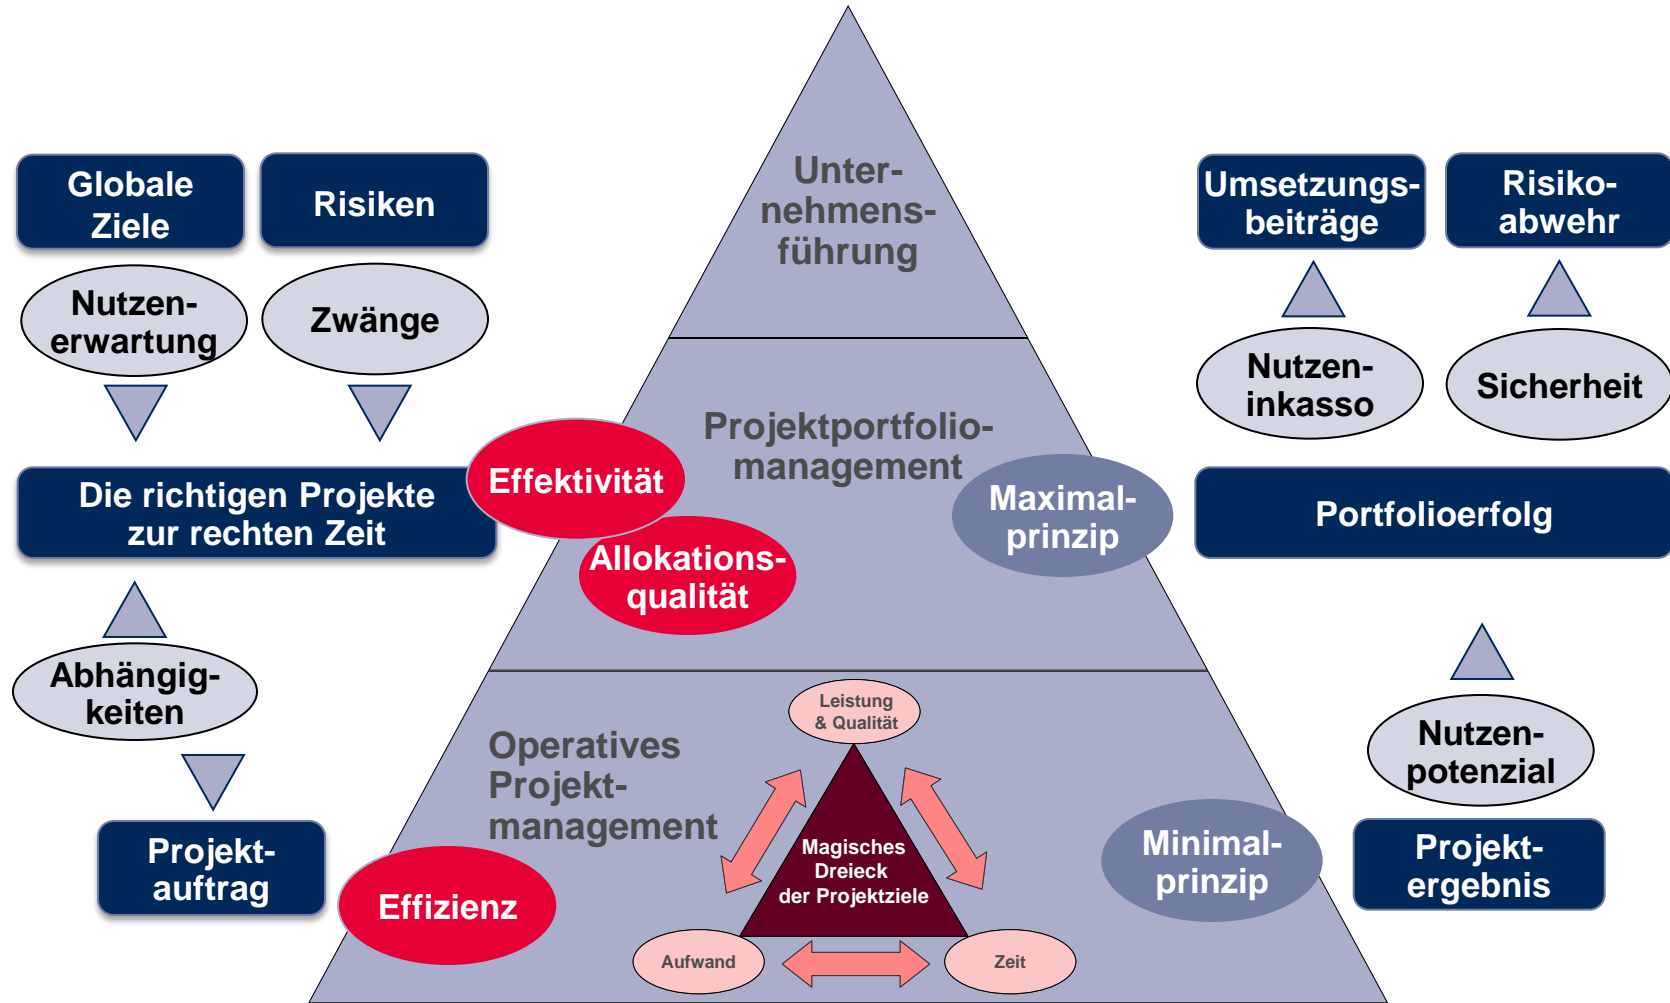 Globale
Ziele
Risiken
Nutzen-
erwartung
Zwänge
Die richtigen Projekte
zur rechten Zeit
Abhängig-
keiten
Projekt-
auftrag
Unter-
nehmens-
führung
Projektportfolio-
management
Effektivität
Allokations-
qualität
Maximal-
prinzip
Operatives
Projekt-
management
Effizienz
Leistung
& Qualität
Magisches
Dreieck
der Projektziele
Aufwand
Zeit
Minimal-
prinzip
Umsetzungs-
beiträge
Risiko-
abwehr
Nutzen-
inkasso
Sicherheit
Portfolioerfolg
Nutzen-
potenzial
Projekt-
ergebnis